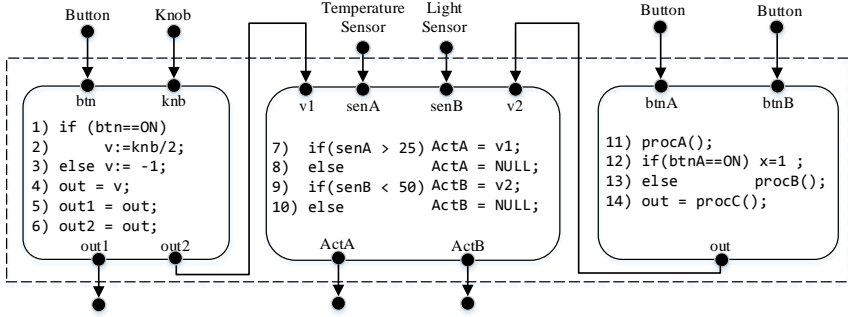 Button Knob Temperature Sensor Light Sensor Button Button
btn knb v1 senA senB v2 btnA btnB
1) if (btn==ON)
2) v:=knb/2;
3) else v:= -1;
4) out = v;
5) out1 = out;
6) out2 = out;
out1 out2
7) if(senA > 25) ActA = v1;
8) else ActA = NULL;
9) if(senB < 50) ActB = v2;
10) else ActB = NULL;
ActA ActB
11) procA();
12) if(btnA==ON) x=1 ;
13) else procB();
14) out = procC();
out